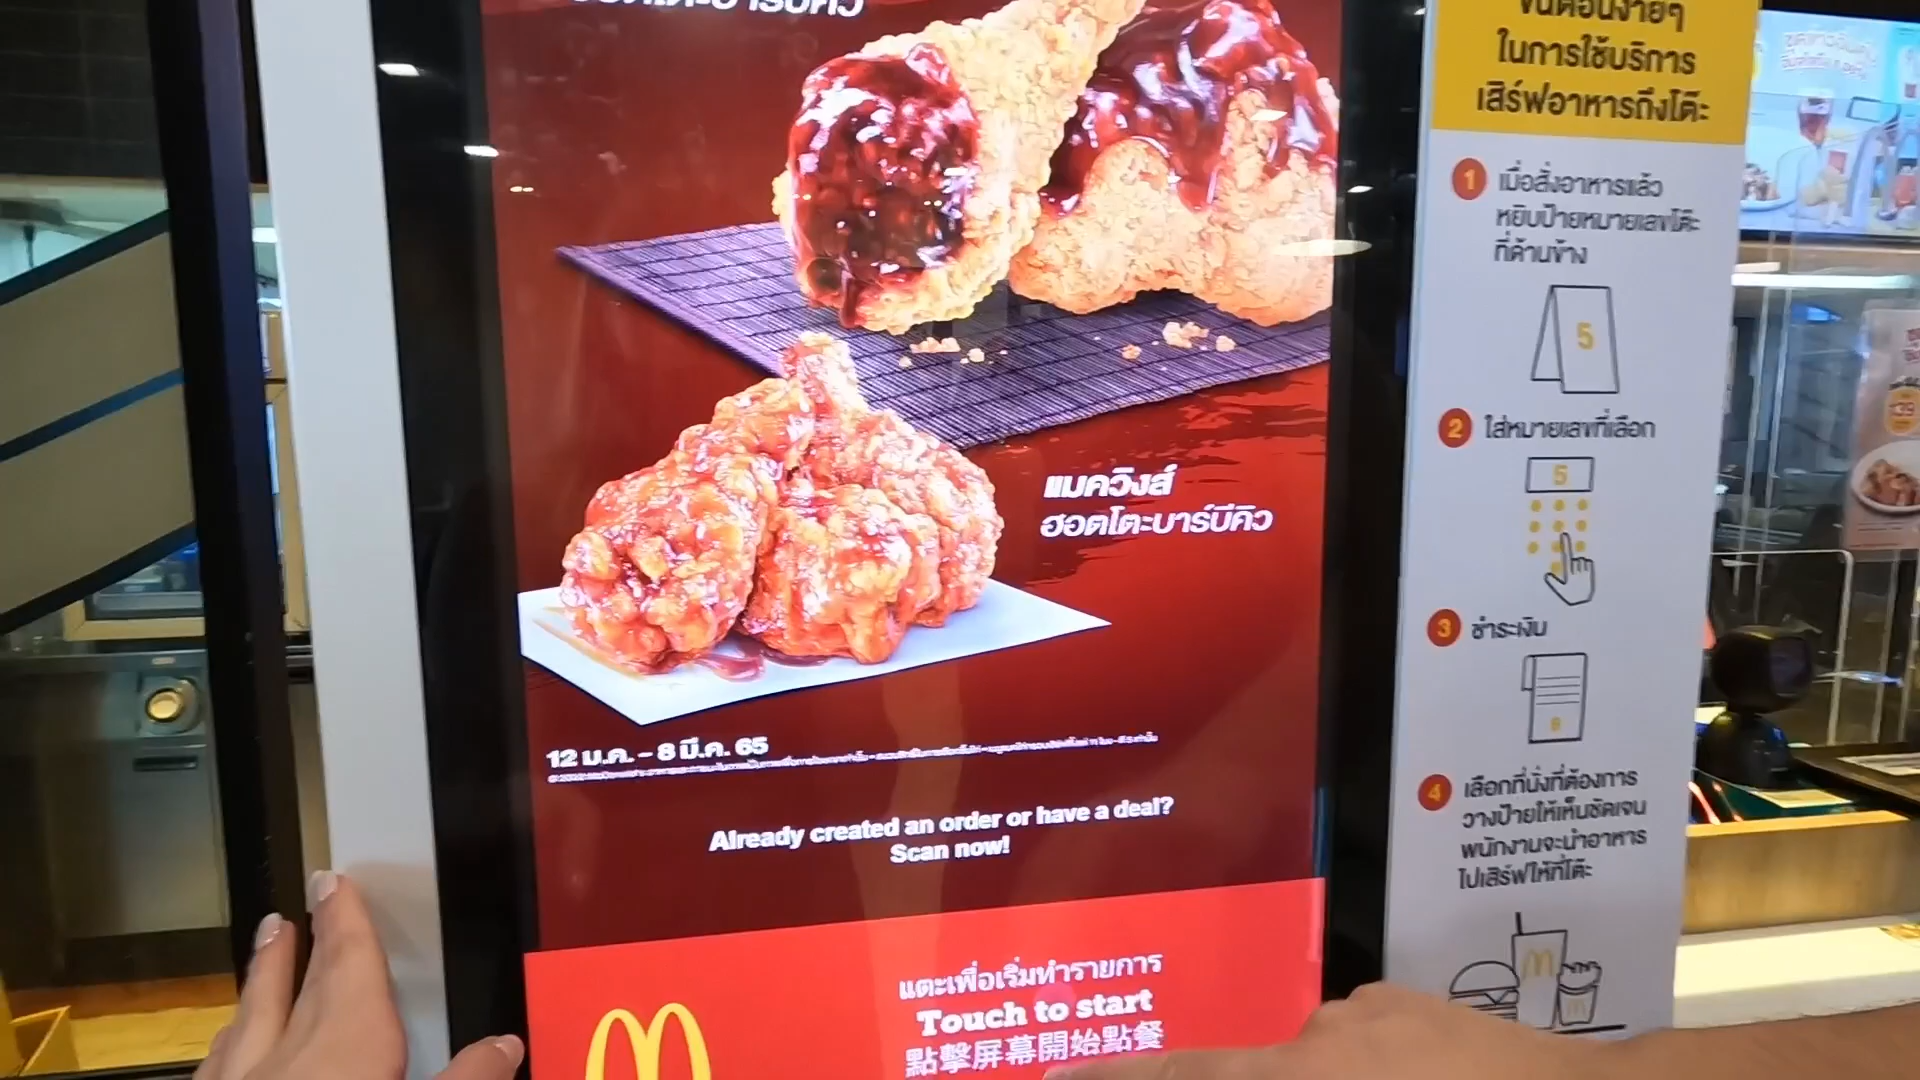 แมควิงส์
ฮอตโตะบาร์บีคิว
12 ม.ค. - 8 มี.ค. 65
Already created an order or have a deal?
Scan now!
แตะเพื่อเริ่มทำรายการ
Touch to start
點擊屏幕開始點餐
ขั้นตอนง่ายๆ
ในการใช้บริการ
เสิร์ฟอาหารถึงโต๊ะ
1 เมื่อสั่งอาหารแล้ว
หยิบป้ายหมายเลขโต๊ะ
ที่ด้านข้าง
5
2 ใส่หมายเลขที่เลือก
5
3 ชำระเงิน
4 เลือกที่นั่งที่ต้องการ
วางป้ายให้เห็นชัดเจน
พนักงานจะนำอาหาร
ไปเสิร์ฟให้ที่โต๊ะ
139